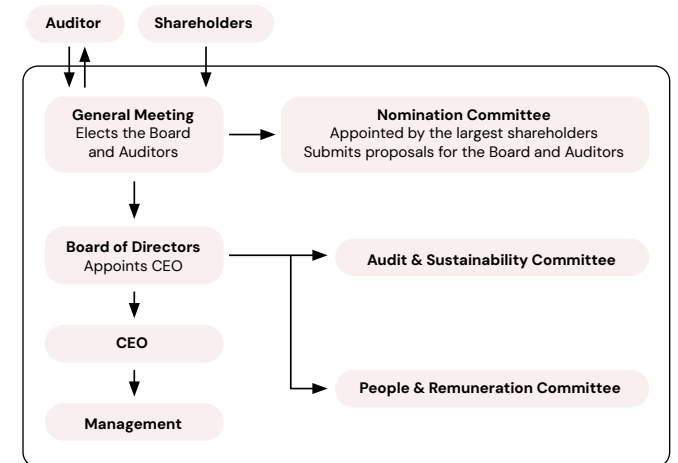 Auditor
Shareholders
General Meeting
Elects the Board
and Auditors
Nomination Committee
Appointed by the largest shareholders
Submits proposals for the Board and Auditors
Board of Directors
Appoints CEO
Audit & Sustainability Committee
CEO
People & Remuneration Committee
Management